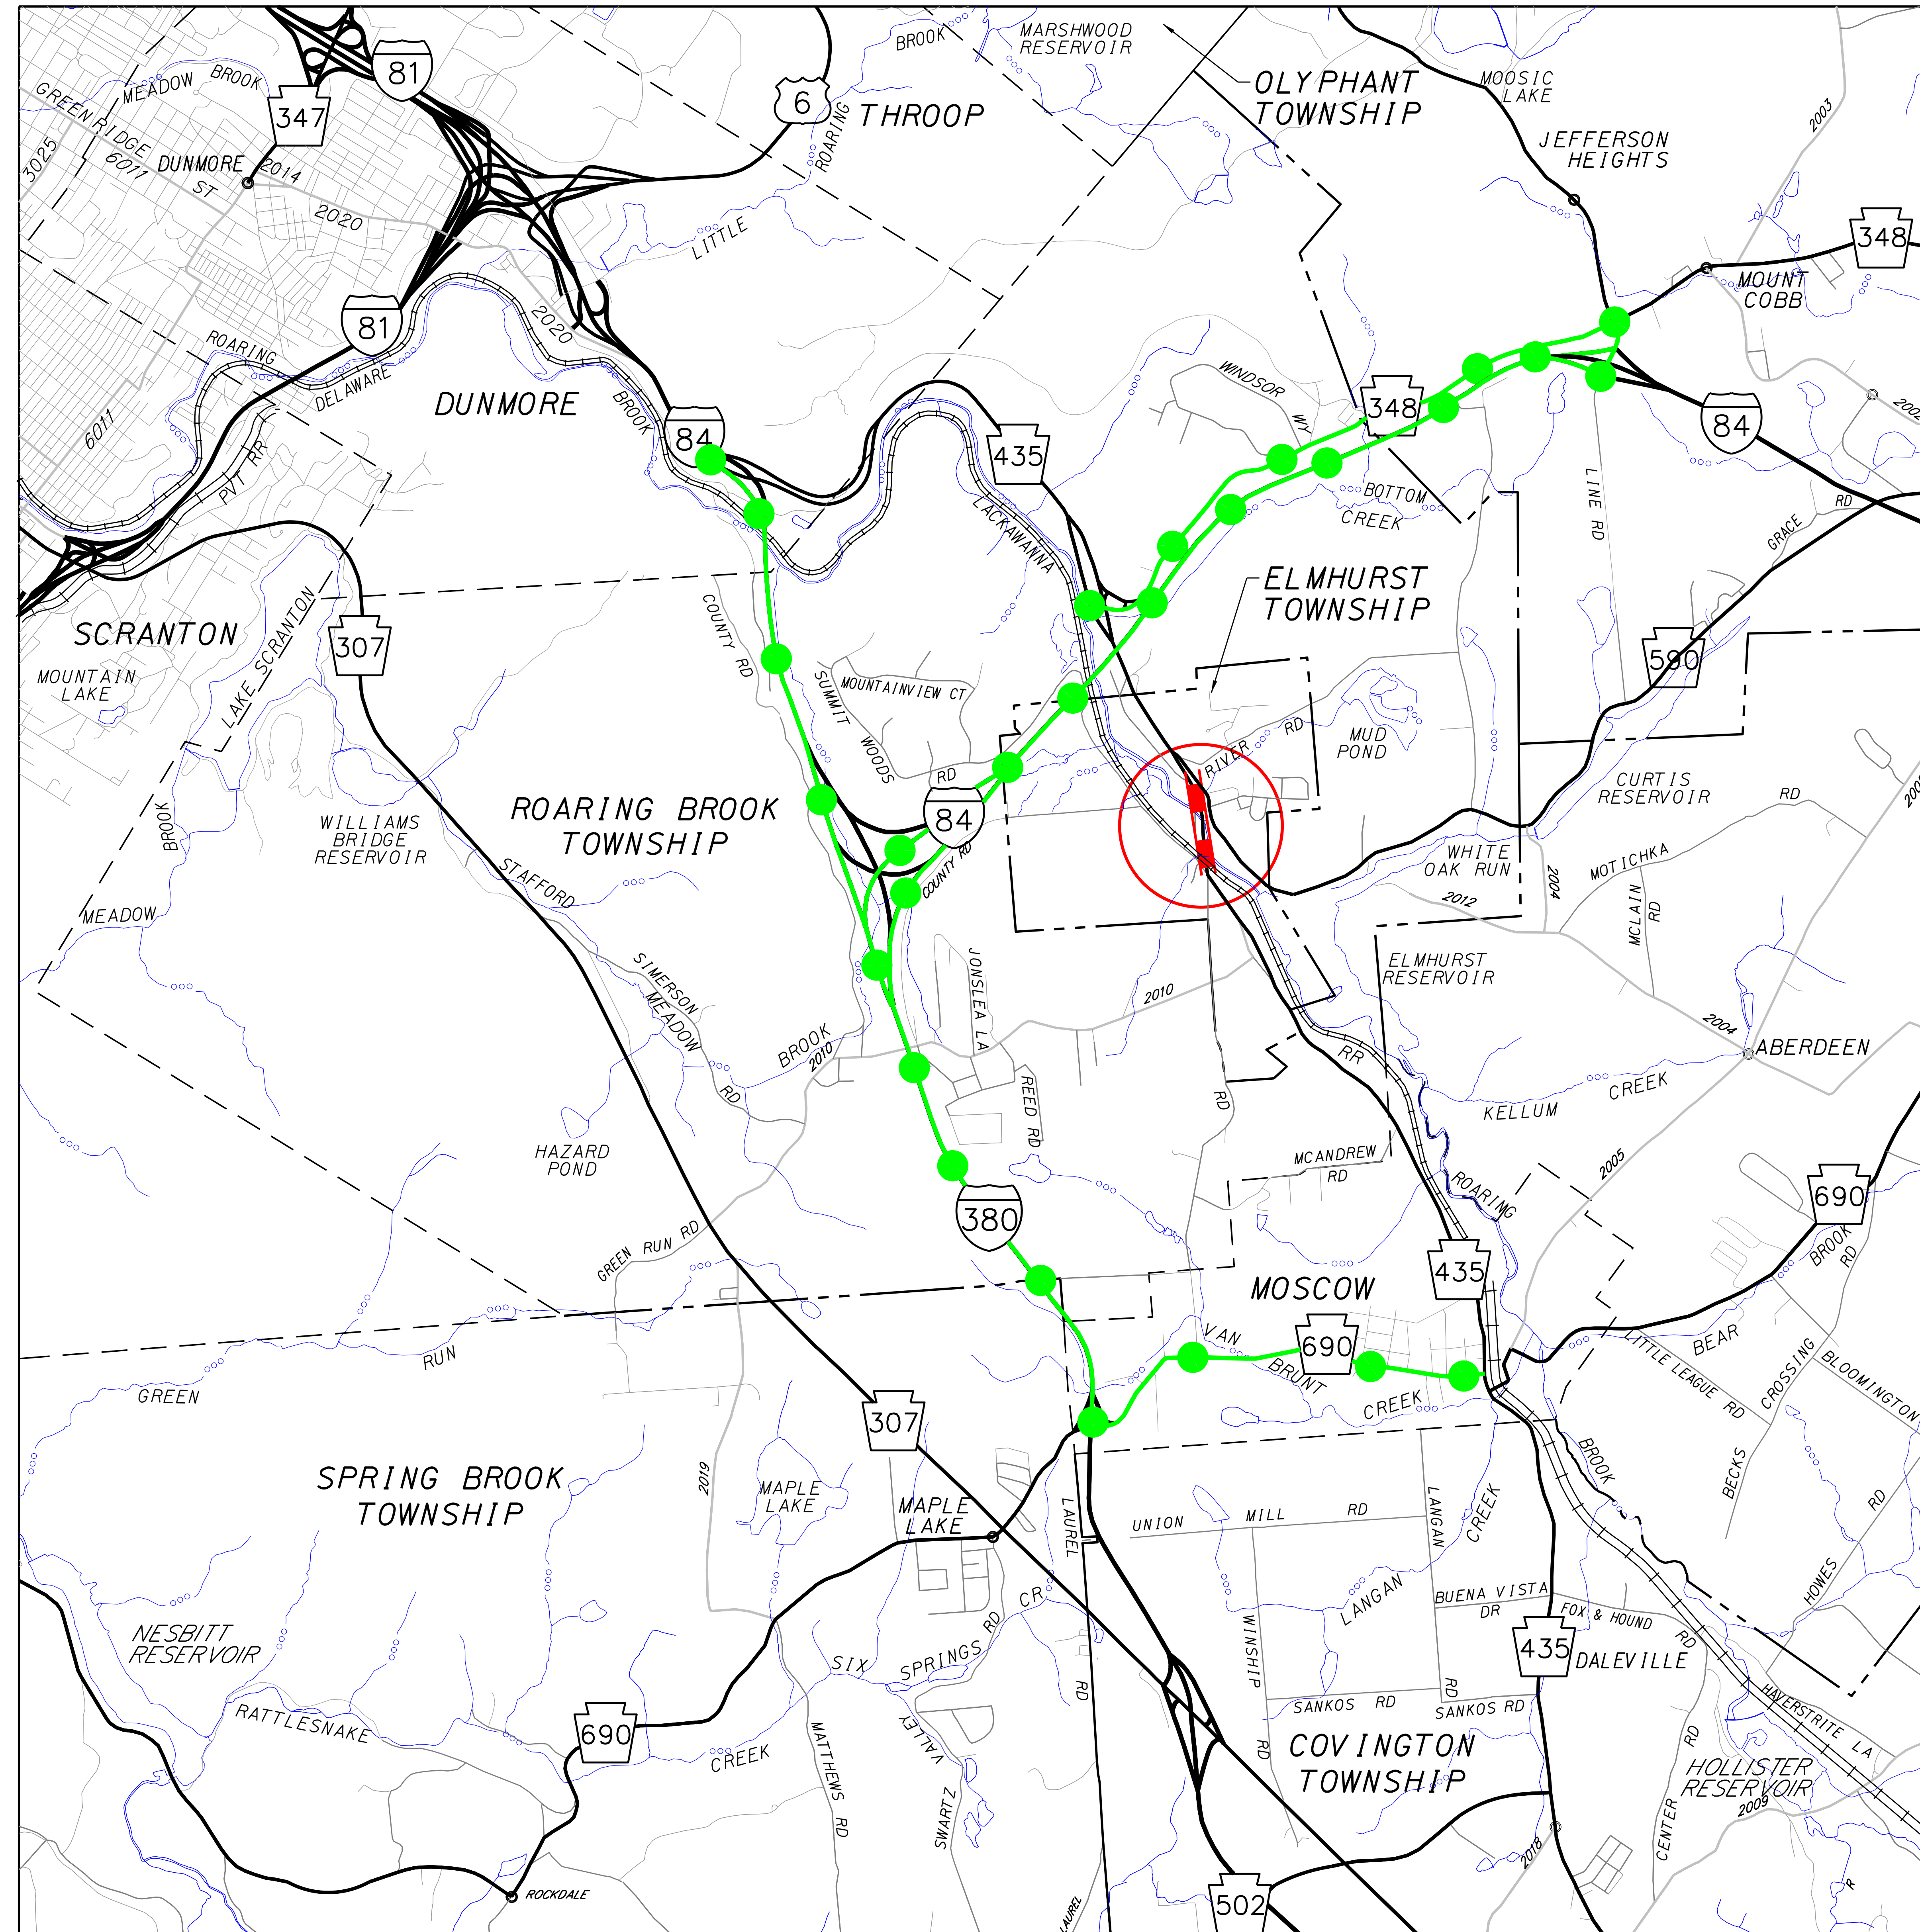 MARSHWOOD
RESERVOIR
BROOK
OLYPHANT
TOWNSHIP
MOOSIC
LAKE
81
MEADOW BROOK
347
6
THROOP
ROARING
2003
GREEN RIDGE
ST
6011
3025
DUNMORE
2014
2020
JEFFERSON
HEIGHTS
348
MOUNT
COBB
LITTLE
81
2020
ROARING
BROOK
DELAWARE
DUNMORE
6011
PVT RR
84
435
WINDSOR WY
348
84
LINE RD
BOTTOM
CREEK
GRACE RD
LACKAWANNA
ELMHURST
TOWNSHIP
SCRANTON
MOUNTAIN
LAKE
LAKE SCRANTON
307
COUNTY RD
SUMMIT WOODS RD
MOUNTAINVIEW CT
590
RIVER RD
MUD
POND
CURTIS
RESERVOIR
RD
MOTICHKA
84
COUNTY RD
ROARING BROOK
TOWNSHIP
WILLIAMS
BRIDGE
RESERVOIR
BROOK
MEADOW
STAFFORD
WHITE
OAK RUN
2012
2004
MCLAIN
RD
SIMERSON
RD
MEADOW
BROOK
2010
JONSLEA LA
2010
ELMHURST
RESERVOIR
2004
ABERDEEN
RR
REED RD
RD
KELLUM
CREEK
HAZARD
POND
MCANDREW
RD
2005
ROARING
690
BROOK
RD
380
GREEN RUN RD
435
MOSCOW
VAN
BRUNT
CREEK
690
BEAR
LITTLE LEAGUE RD
CROSSING
BLOOMINGTON
BECKS
GREEN
RUN
307
SPRING BROOK
TOWNSHIP
2019
MAPLE
LAKE
MAPLE
LAKE
LAUREL
RD
UNION MILL RD
LANGAN
RD
CREEK
LANGAN
BROOK
RD
HOWES
BUENA VISTA
DR
FOX & HOUND
RD
WINSHIP
RD
435
DALEVILLE
NESBITT
RESERVOIR
SIX
SPRINGS
CR
RD
VALLEY
SWARTZ
RATTLESNAKE
CREEK
690
MATTHEWS RD
SANKOS RD
SANKOS RD
HAVERSTRITE LA
COVINGTON
TOWNSHIP
HOLLISTER
RESERVOIR
2009
CENTER
RD
2018
ROCKDALE
LAUREL
502
R